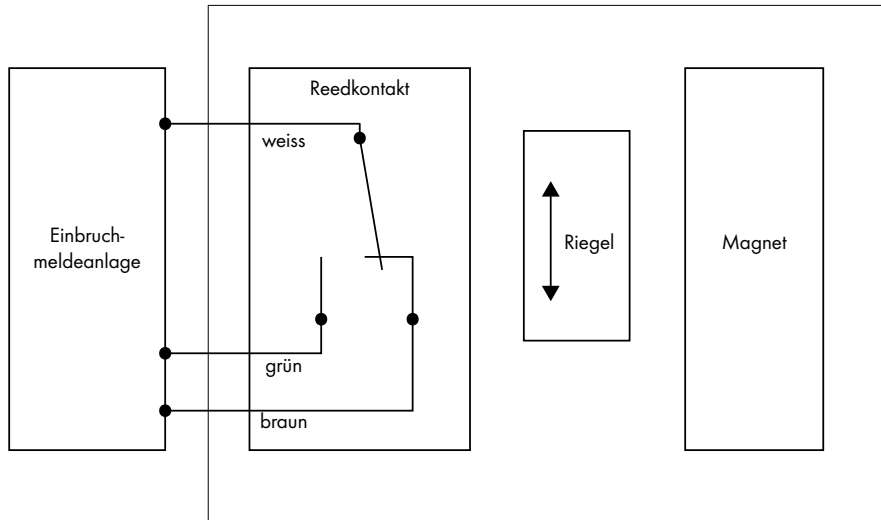 Reedkontakt
weiss
Einbruch-
meldeanlage
Riegel
Magnet
grün
braun